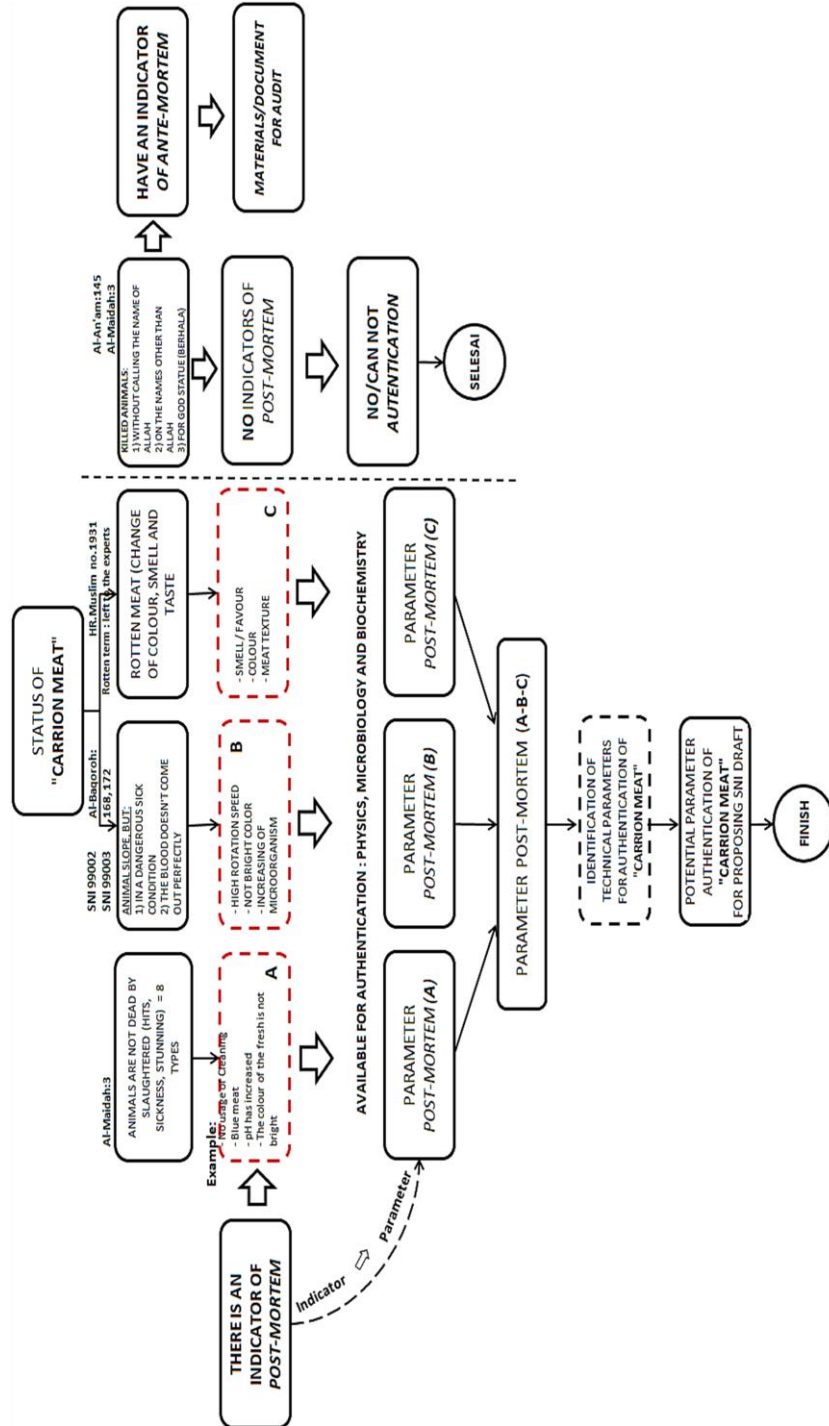 STATUS OF
"CARRION MEAT"
Al-Maidah:3
SNI 99002
SNI 99003
Al-Baqoroh:
168,172
HR.Muslim no.1931
Rotten term : left to the experts
Al-An'am:145
Al-Maidah:3
ANIMALS ARE NOT DEAD BY
SLAUGHTERED (HITS,
SICKNESS, STUNNING) = 8
TYPES
ANIMAL SLOPE, BUT:
1) IN A DANGEROUS SICK
CONDITION
2) THE BLOOD DOESN'T COME
OUT PERFECTLY
ROTTEN MEAT (CHANGE
OF COLOUR, SMELL AND
TASTE
KILLED ANIMALS:
1) WITHOUT CALLING THE NAME OF
ALLAH
2) ON THE NAMES OTHER THAN
ALLAH
3) FOR GOD STATUE (BERHALA)
HAVE AN INDICATOR
OF ANTE-MORTEM
MATERIALS/DOCUMENT
FOR AUDIT
THERE IS AN
INDICATOR OF
POST-MORTEM
Example:
- No usage of Cleaning
- Blue meat
- pH has increased
- The colour of the fresh is not
bright
A
- HIGH ROTATION SPEED
- NOT BRIGHT COLOR
- INCREASING OF
MICROORGANISM
B
- SMELL / FAVOUR
- COLOUR
- MEAT TEXTURE
C
NO INDICATORS OF
POST-MORTEM
NO/CAN NOT
AUTENTICATION
SELESAI
AVAILABLE FOR AUTHENTICATION : PHYSICS, MICROBIOLOGY AND BIOCHEMISTRY
Indicator
Parameter
PARAMETER
POST-MORTEM (A)
PARAMETER
POST-MORTEM (B)
PARAMETER
POST-MORTEM (C)
PARAMETER POST-MORTEM (A-B-C)
IDENTIFICATION OF
TECHNICAL PARAMETERS
FOR AUTHENTICATION OF
"CARRION MEAT"
POTENTIAL PARAMETER
AUTHENTICATION OF
"CARRION MEAT"
FOR PROPOSING SNI DRAFT
FINISH